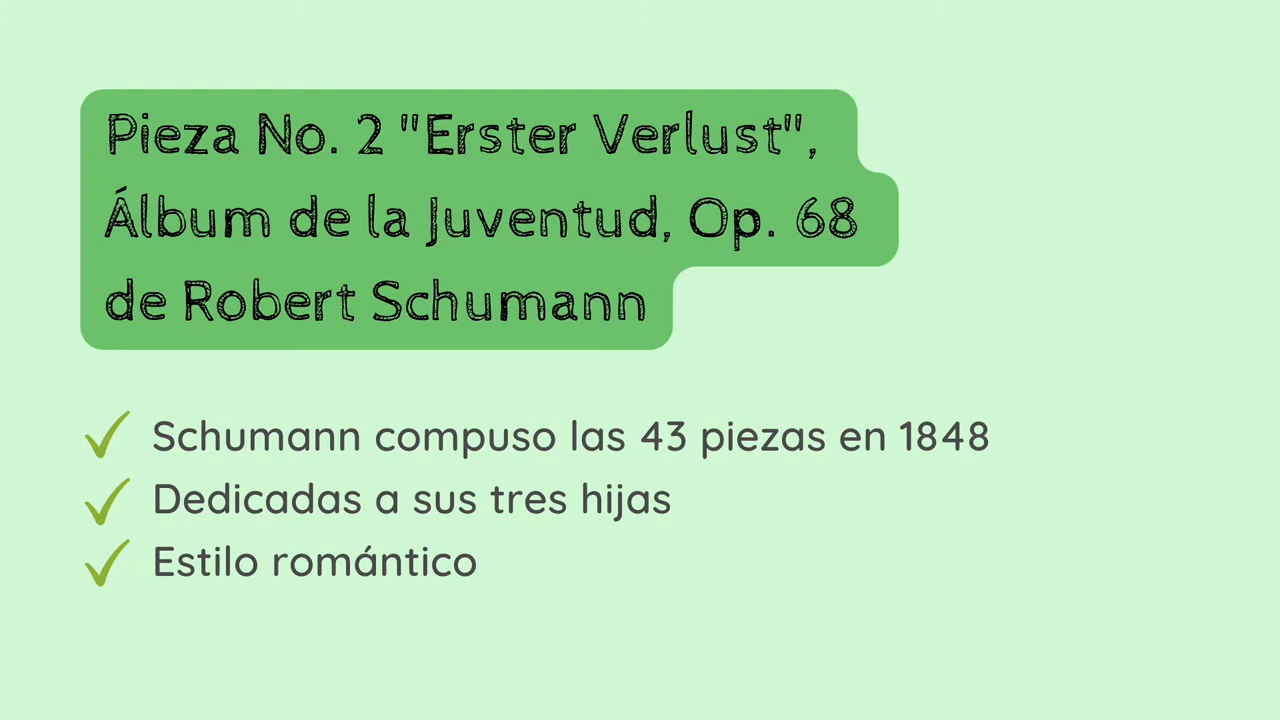 Pieza No. 2 "Erster Verlust",
Álbum de la Juventud, Op. 68
de Robert Schumann
Schumann compuso las 43 piezas en 1848
Dedicadas a sus tres hijas
Estilo romántico